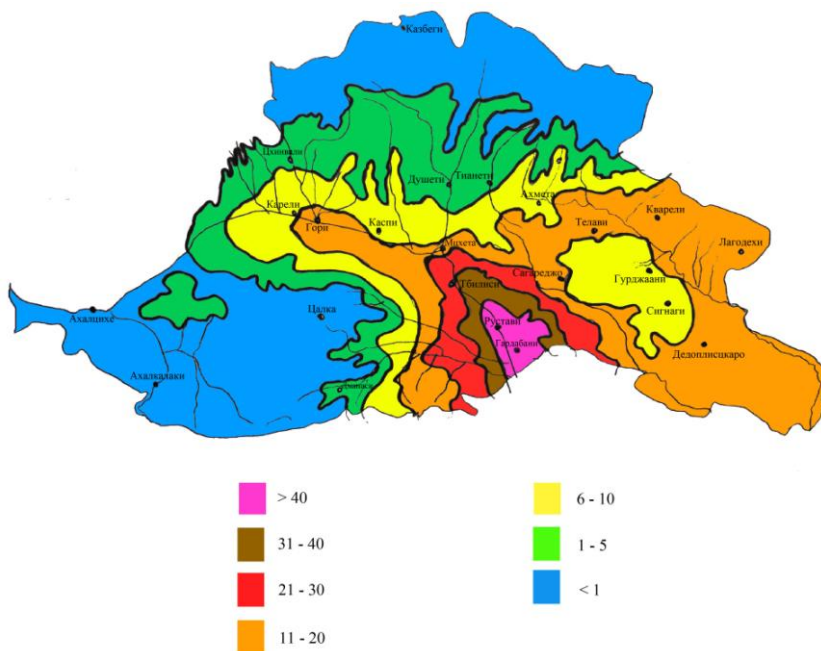 Казбеги
Цхинвали
Душети
Тианети
Ахмета
Карели
Гори
Каспи
Телави
Кварели
Мцхета
Лагодехи
Сагареджо
Гурджаани
Тбилиси
Сигнаги
Ахалцихе
Цалка
Рустави
Гардабани
Дедоплисцкаро
Ахалкалаки
> 40
6 - 10
31 - 40
1 - 5
21 - 30
< 1
11 - 20